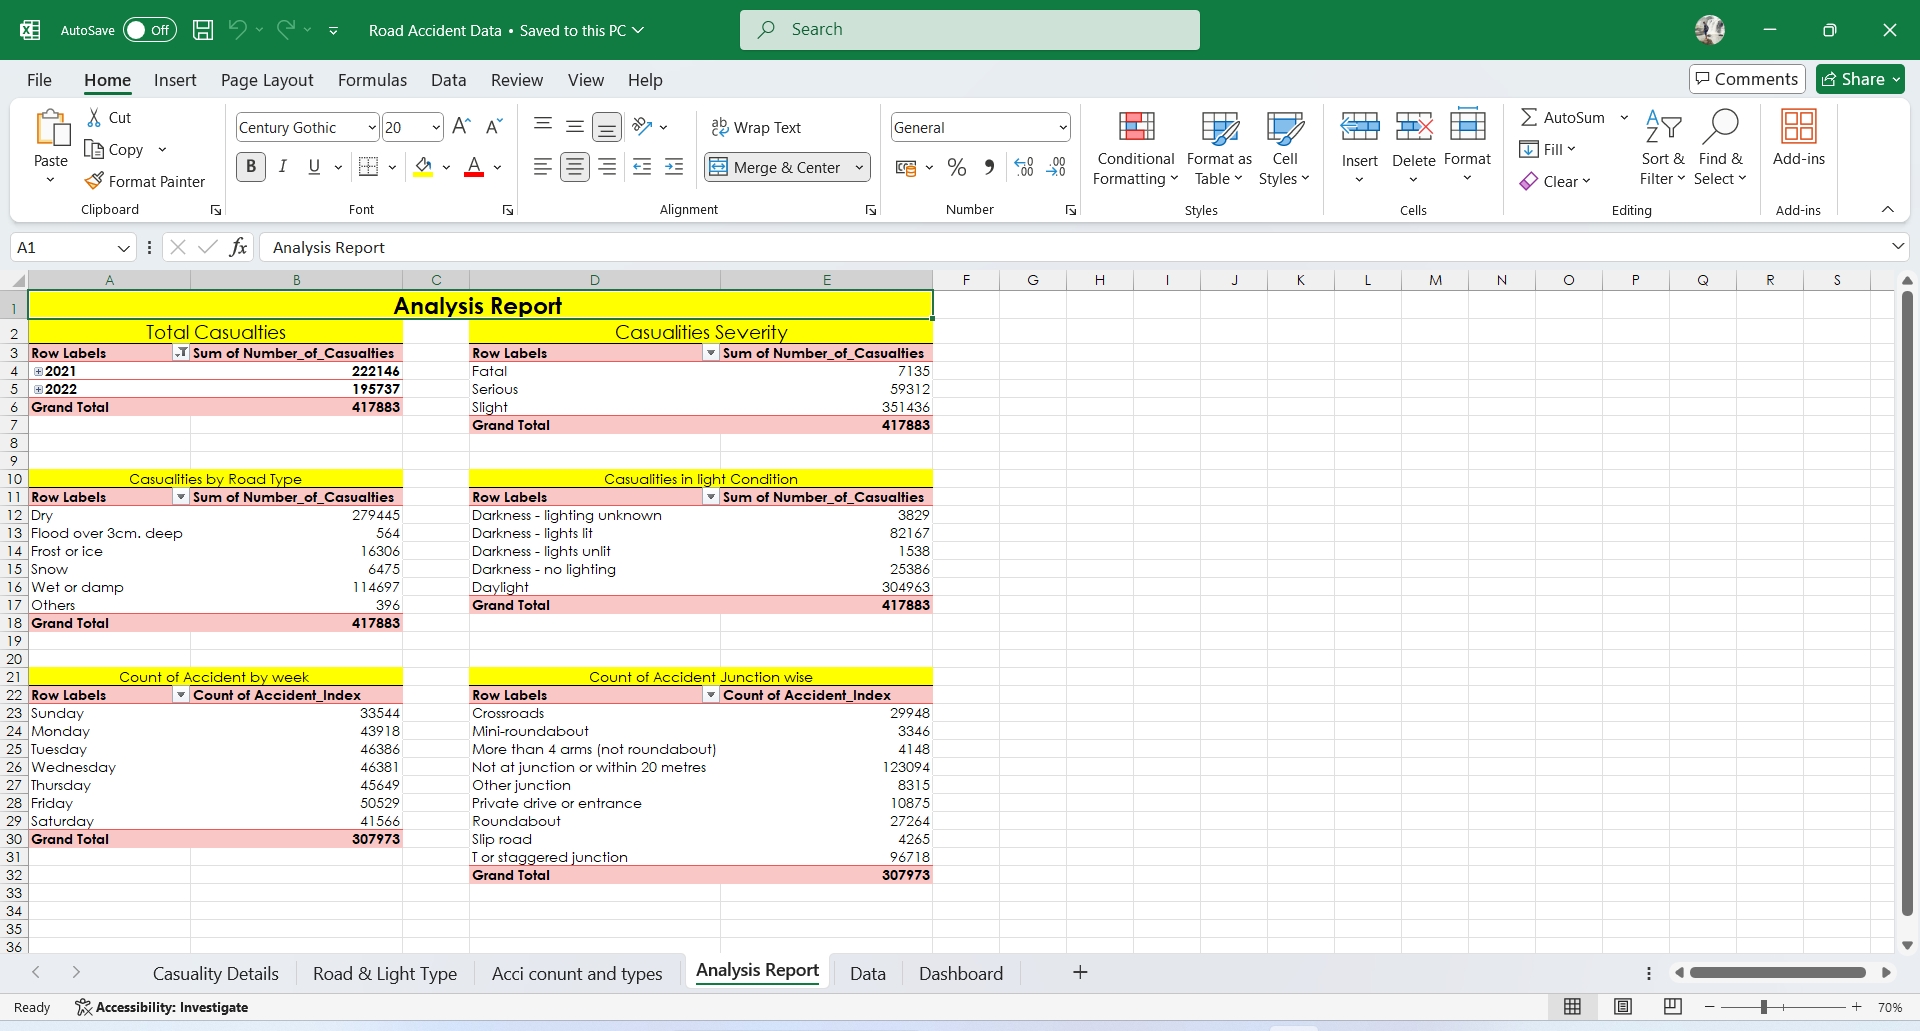 AutoSave Off Road Accident Data • Saved to this PC Search
File Home Insert Page Layout Formulas Data Review View Help Comments Share
Paste Cut Copy Format Painter Clipboard
Century Gothic 20 B I U Font
Wrap Text Merge & Center Alignment
General % Number
Conditional Formatting Format as Table Cell Styles Styles
Insert Delete Format Cells
AutoSum Fill Clear Sort & Filter Find & Select Editing
Add-ins Add-ins
A1 fx Analysis Report
A B C D E F G H I J K L M N O P Q R S
1 Analysis Report
2 Total Casualties Casualities Severity
3 Row Labels Sum of Number_of_Casualties Row Labels Sum of Number_of_Casualties
4 2021 222146 Fatal 7135
5 2022 195737 Serious 59312
6 Grand Total 417883 Slight 351436
7 Grand Total 417883
8
9
10 Casualities by Road Type Casualities in light Condition
11 Row Labels Sum of Number_of_Casualties Row Labels Sum of Number_of_Casualties
12 Dry 279445 Darkness - lighting unknown 3829
13 Flood over 3cm. deep 564 Darkness - lights lit 82167
14 Frost or ice 16306 Darkness - lights unlit 1538
15 Snow 6475 Darkness - no lighting 25386
16 Wet or damp 114697 Daylight 304963
17 Others 396 Grand Total 417883
18 Grand Total 417883
19
20
21 Count of Accident by week Count of Accident Junction wise
22 Row Labels Count of Accident_Index Row Labels Count of Accident_Index
23 Sunday 33544 Crossroads 29948
24 Monday 43918 Mini-roundabout 3346
25 Tuesday 46386 More than 4 arms (not roundabout) 4148
26 Wednesday 46381 Not at junction or within 20 metres 123094
27 Thursday 45649 Other junction 8315
28 Friday 50529 Private drive or entrance 10875
29 Saturday 41566 Roundabout 27264
30 Grand Total 307973 Slip road 4265
31 T or staggered junction 96718
32 Grand Total 307973
33
34
35
36
Casuality Details Road & Light Type Acci conunt and types Analysis Report Data Dashboard
Ready Accessibility: Investigate 70%